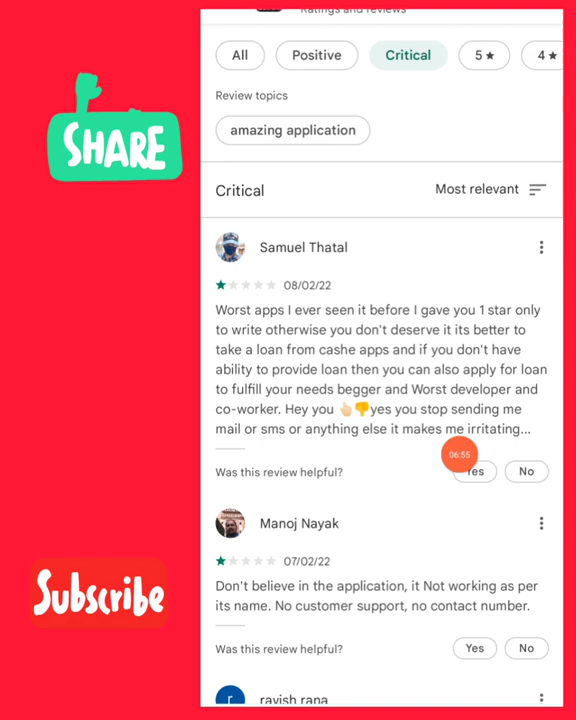 Ratings and reviews
All Positive Critical 5★ 4★
Review topics
amazing application
SHARE
Critical Most relevant
Samuel Thatal
08/02/22
Worst apps I ever seen it before I gave you 1 star only
to write otherwise you don't deserve it its better to
take a loan from cashe apps and if you don't have
ability to provide loan then you can also apply for loan
to fulfill your needs begger and Worst developer and
co-worker. Hey you 👆🏻👎yes you stop sending me
mail or sms or anything else it makes me irritating...
06:55
Was this review helpful? Yes No
Manoj Nayak
07/02/22
Don't believe in the application, it Not working as per
its name. No customer support, no contact number.
Subscribe
Was this review helpful? Yes No
r ravish rana